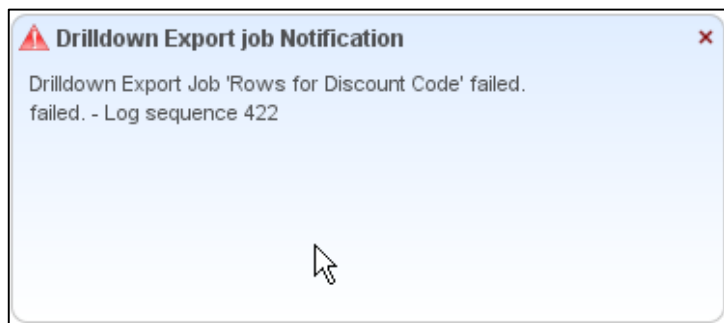 Drilldown Export job Notification
Drilldown Export Job 'Rows for Discount Code' failed.
failed. - Log sequence 422